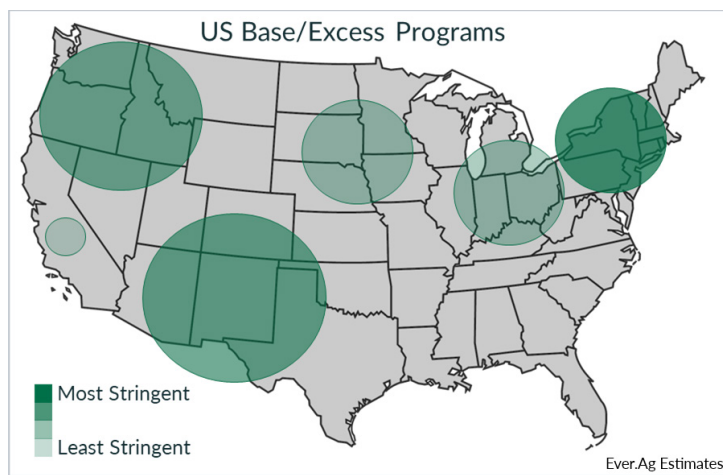 US Base/Excess Programs
Most Stringent
Least Stringent
Ever.Ag Estimates